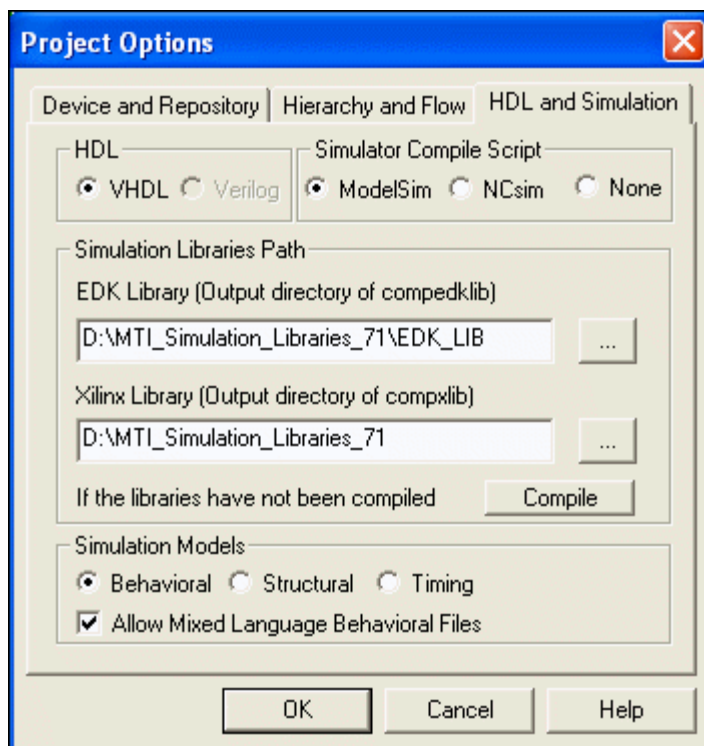 Project Options
Device and Repository Hierarchy and Flow HDL and Simulation
HDL Simulator Compile Script
VHDL Verilog ModelSim NCsim None
Simulation Libraries Path
EDK Library (Output directory of compedklib)
D:\MTI_Simulation_Libraries_71\EDK_LIB ...
Xilinx Library (Output directory of compxlib)
D:\MTI_Simulation_Libraries_71 ...
If the libraries have not been compiled Compile
Simulation Models
Behavioral Structural Timing
Allow Mixed Language Behavioral Files
OK Cancel Help